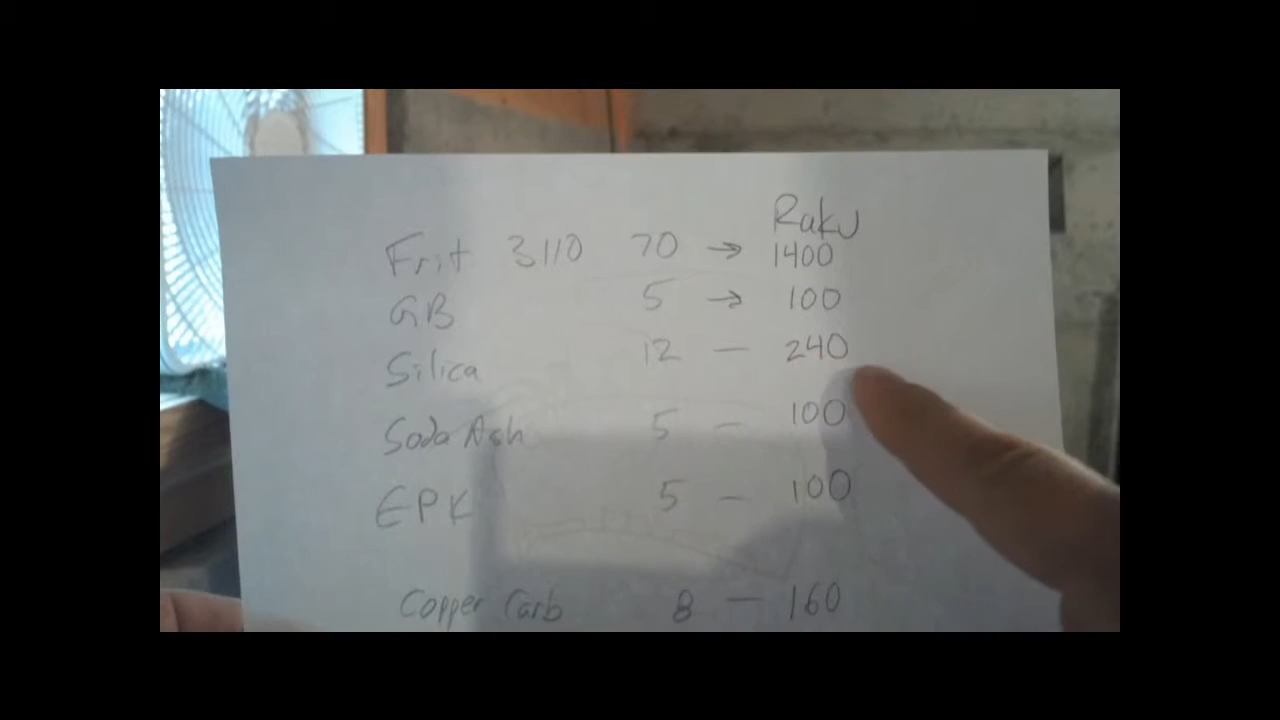 Raku
Frit 3110 70 → 1400
GB 5 → 100
Silica 12 — 240
Soda Ash 5 — 100
EPK 5 — 100
Copper Carb 8 — 160